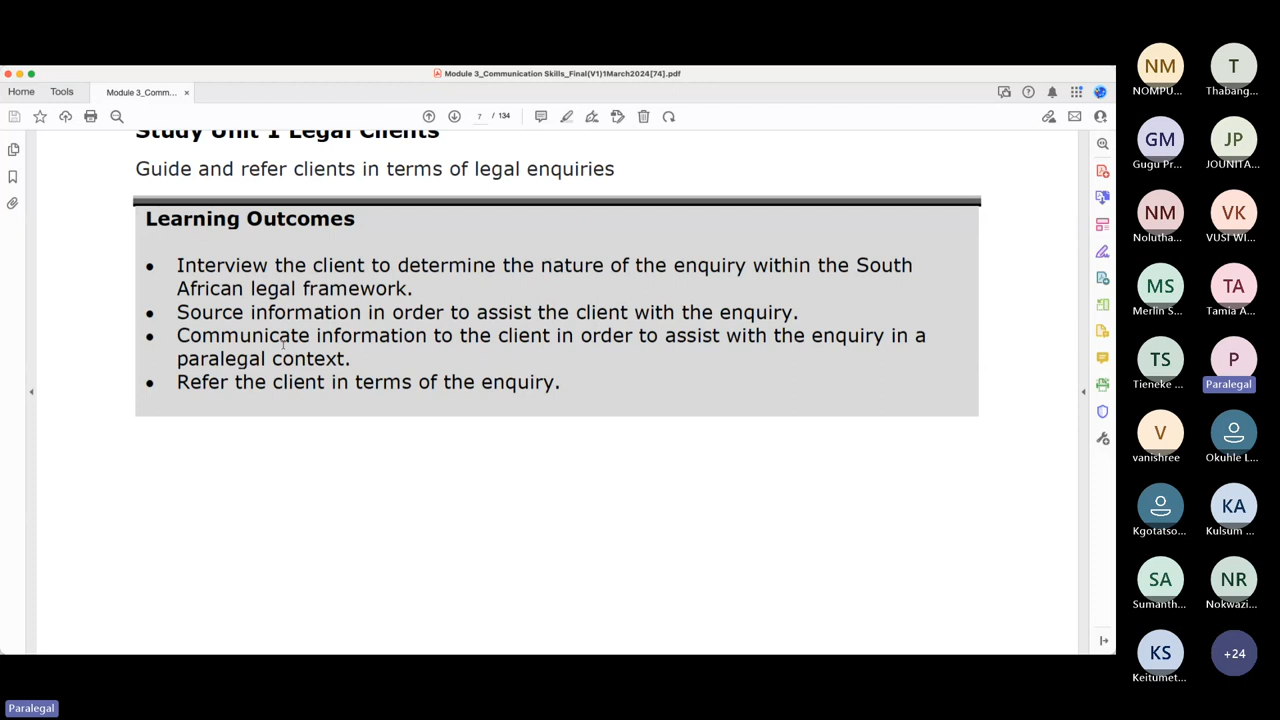 Module 3_Communication Skills_Final(V1)1March2024[74].pdf
Home Tools Module 3_Comm... ×
7 / 134
Study Unit 1 Legal Clients
Guide and refer clients in terms of legal enquiries
Learning Outcomes
• Interview the client to determine the nature of the enquiry within the South
African legal framework.
• Source information in order to assist the client with the enquiry.
• Communicate information to the client in order to assist with the enquiry in a
paralegal context.
• Refer the client in terms of the enquiry.
NM T
NOMPU... Thabang...
GM JP
Gugu Pr... JOUNITA...
NM VK
Nolutha... VUSI WI...
MS TA
Merlin S... Tamia A...
TS P
Tieneke ... Paralegal
V
vanishree Okuhle L...
KA
Kgotatso... Kulsum ...
SA NR
Sumanth... Nokwazi...
KS +24
Keitumet...
Paralegal